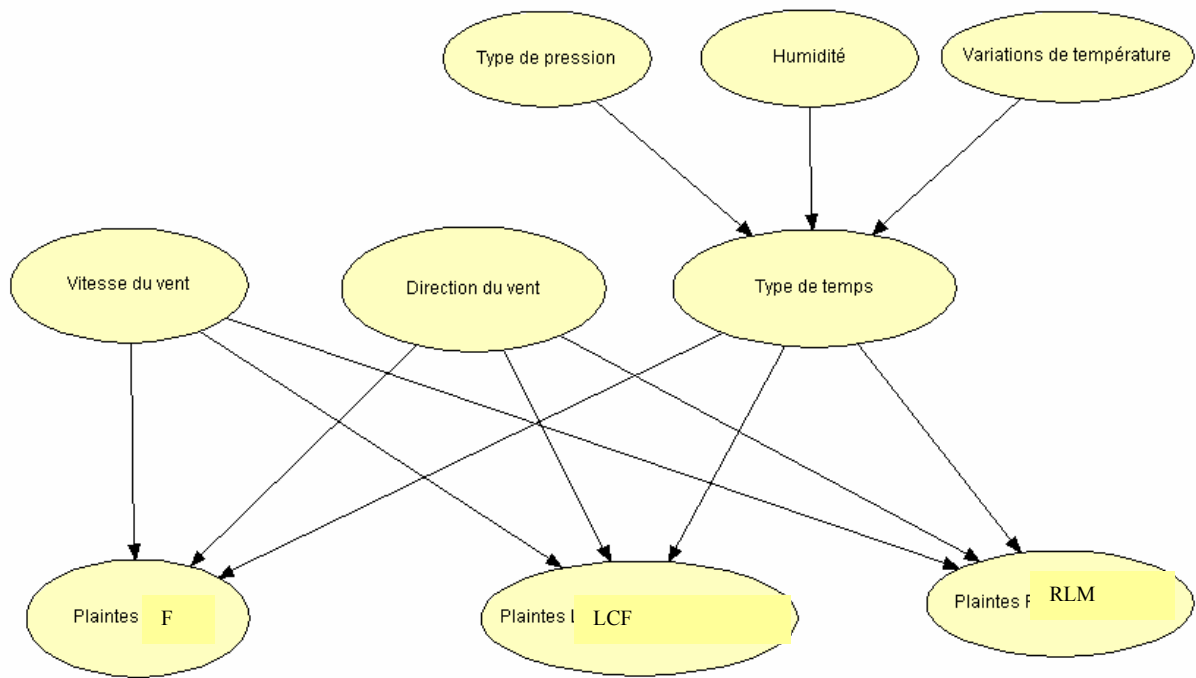 Type de pression
Humidité
Variations de température
Vitesse du vent
Direction du vent
Type de temps
Plaintes F
Plaintes L LCF
Plaintes F RLM